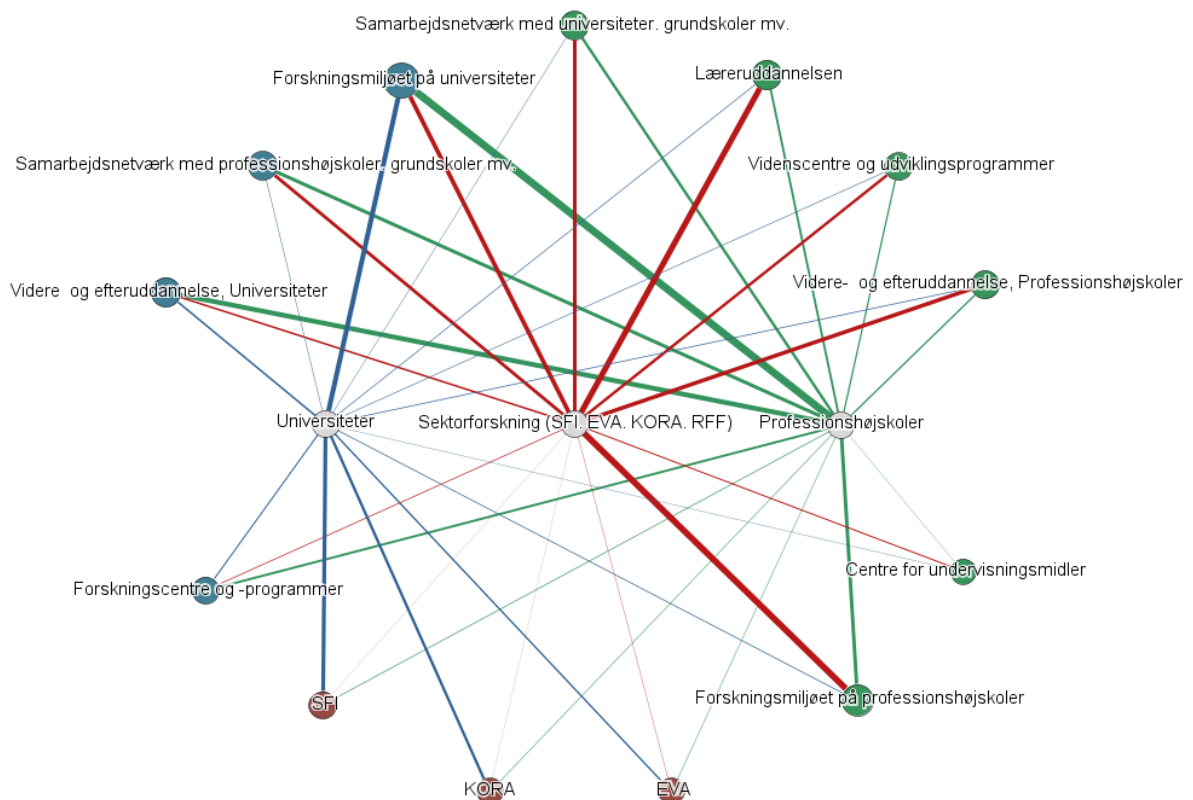 Samarbejdsnetværk med universiteter. grundskoler mv.
Forskningsmiljøet på universiteter
Læreruddannelsen
Samarbejdsnetværk med professionshøjskoler. grundskoler mv.
Videnscentre og udviklingsprogrammer
Videre og efteruddannelse, Universiteter
Videre- og efteruddannelse, Professionshøjskoler
Universiteter
Sektorforskning (SFI. EVA. KORA. RFF)
Professionshøjskoler
Forskningscentre og -programmer
Centre for undervisningsmidler
SFI
Forskningsmiljøet på professionshøjskoler
KORA
EVA